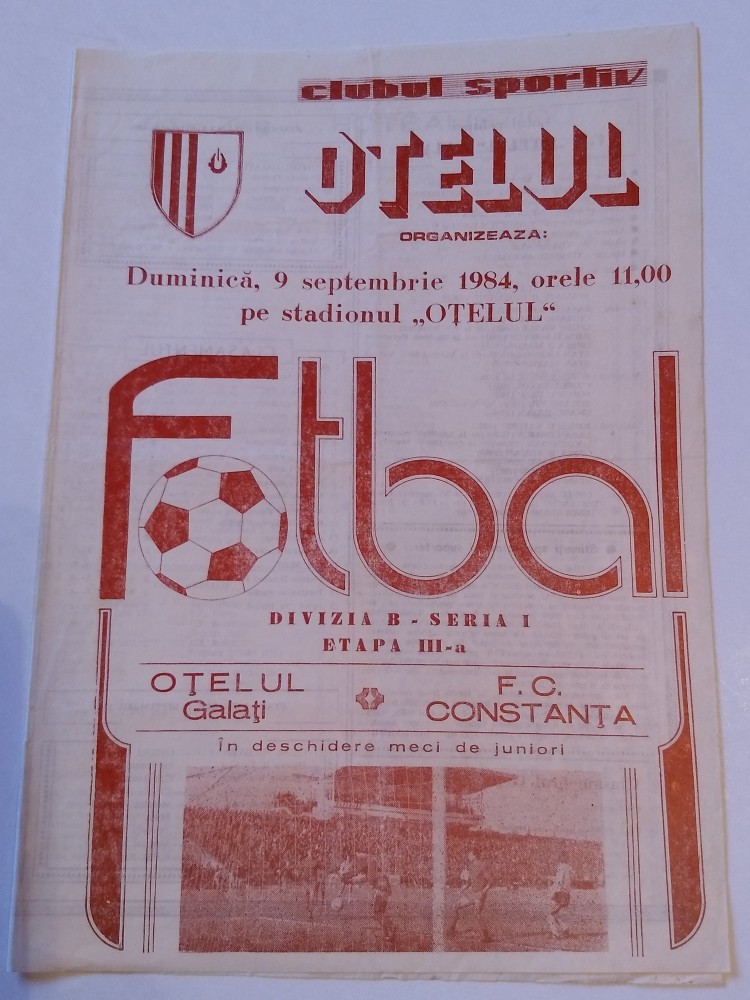 clubul sportiv
OȚELUL
ORGANIZEAZA:
Duminică, 9 septembrie 1984, orele 11,00
pe stadionul „OȚELUL“
Fotbal
DIVIZIA B - SERIA I
ETAPA III-a
OȚELUL
Galați
F. C.
CONSTANȚA
în deschidere meci de juniori